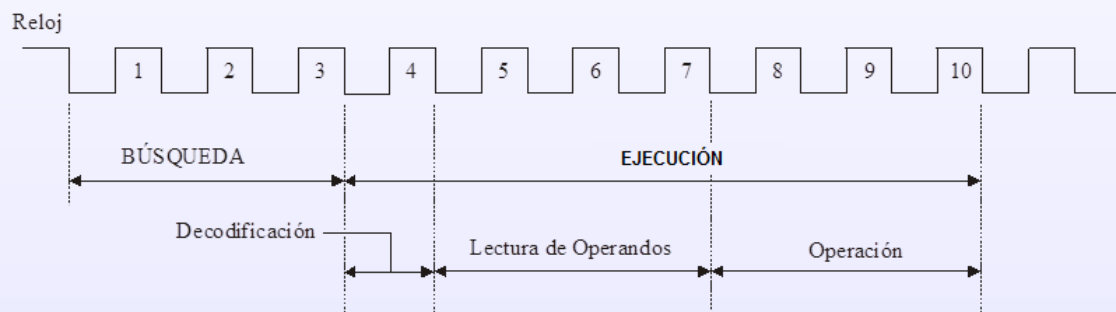 Reloj
1 2 3 4 5 6 7 8 9 10
BÚSQUEDA EJECUCIÓN
Decodificación Lectura de Operandos Operación